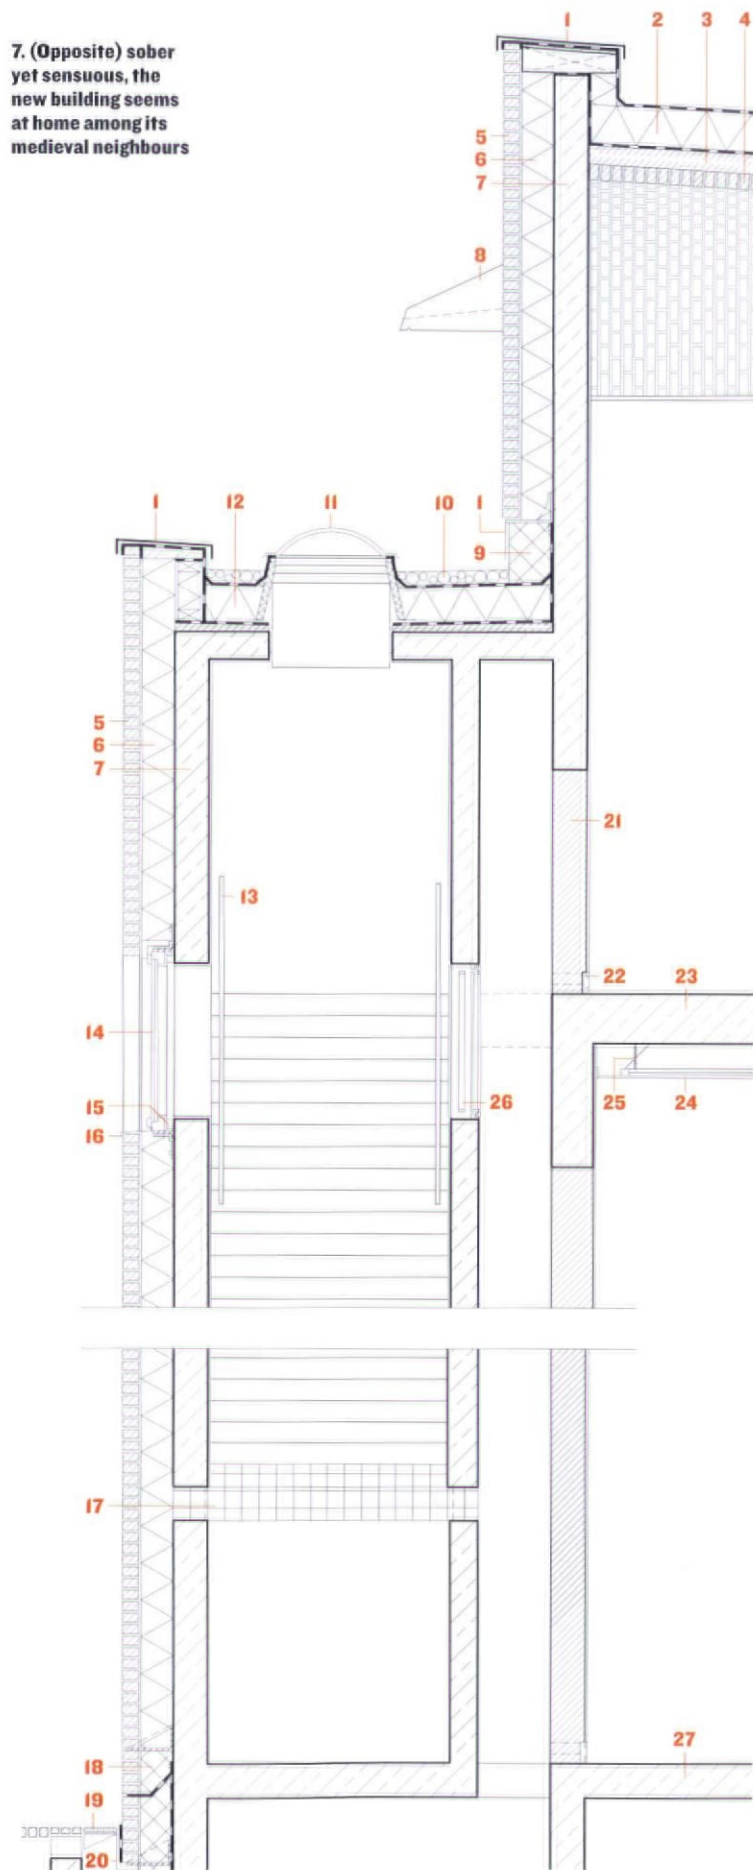 7. (Opposite) sober
yet sensuous, the
new building seems
at home among its
medieval neighbours
1 2 3 4
5
6
7
8
1 12 11 10 1
9
5
6
7
21
13
22 23
14
15 26 25 24
16
17
18 27
19
20